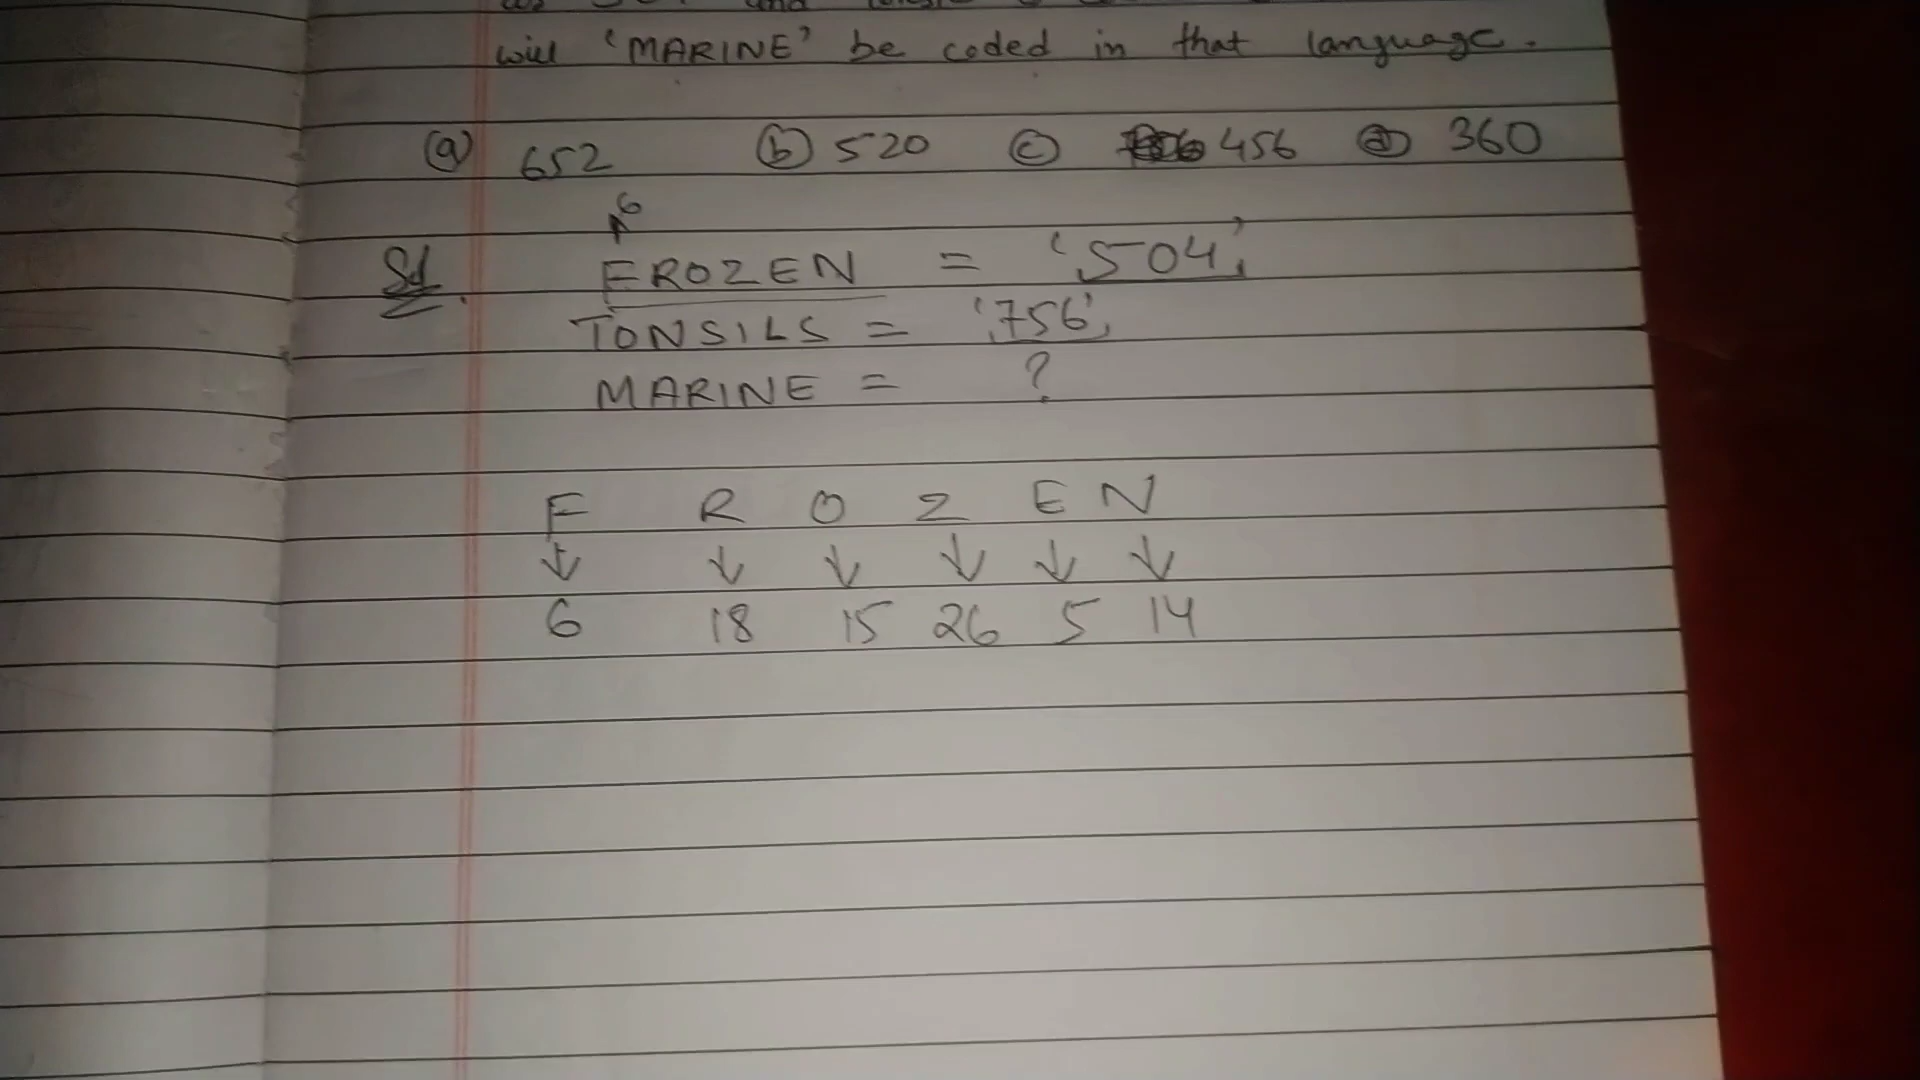 will 'MARINE' be coded in that language.
(a) 652 (b) 520 (c) 456 (d) 360
6
Sol. FROZEN = '504'
TONSILS = '756'
MARINE = ?
F R O Z E N
↓ ↓ ↓ ↓ ↓ ↓
6 18 15 26 5 14